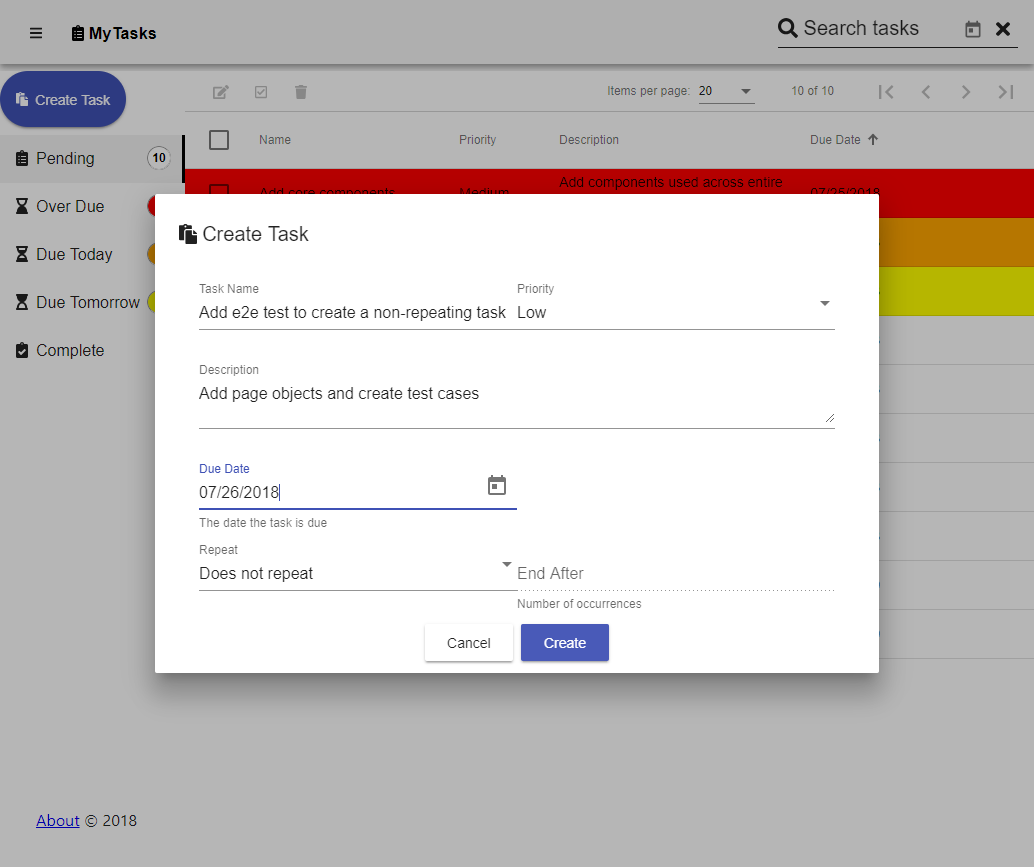 MyTasks
Search tasks
Create Task
Items per page: 20
10 of 10
Name Priority Description Due Date
Pending 10
Over Due
Due Today
Due Tomorrow
Complete
Add core components Medium Add components used across entire 07/25/2018
Create Task
Task Name
Add e2e test to create a non-repeating task
Priority
Low
Description
Add page objects and create test cases
Due Date
07/26/2018
The date the task is due
Repeat
Does not repeat
End After
Number of occurrences
Cancel
Create
About © 2018